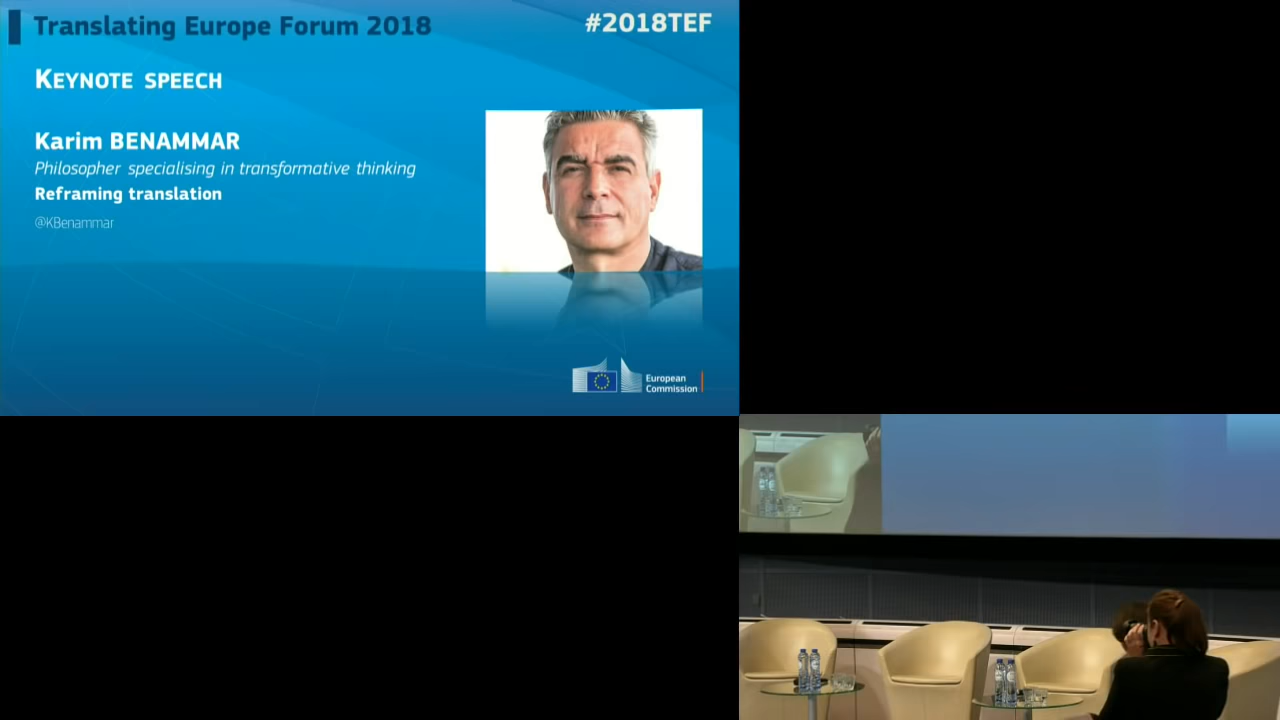 Translating Europe Forum 2018
#2018TEF
KEYNOTE SPEECH
Karim BENAMMAR
Philosopher specialising in transformative thinking
Reframing translation
@KBenammar
European
Commission